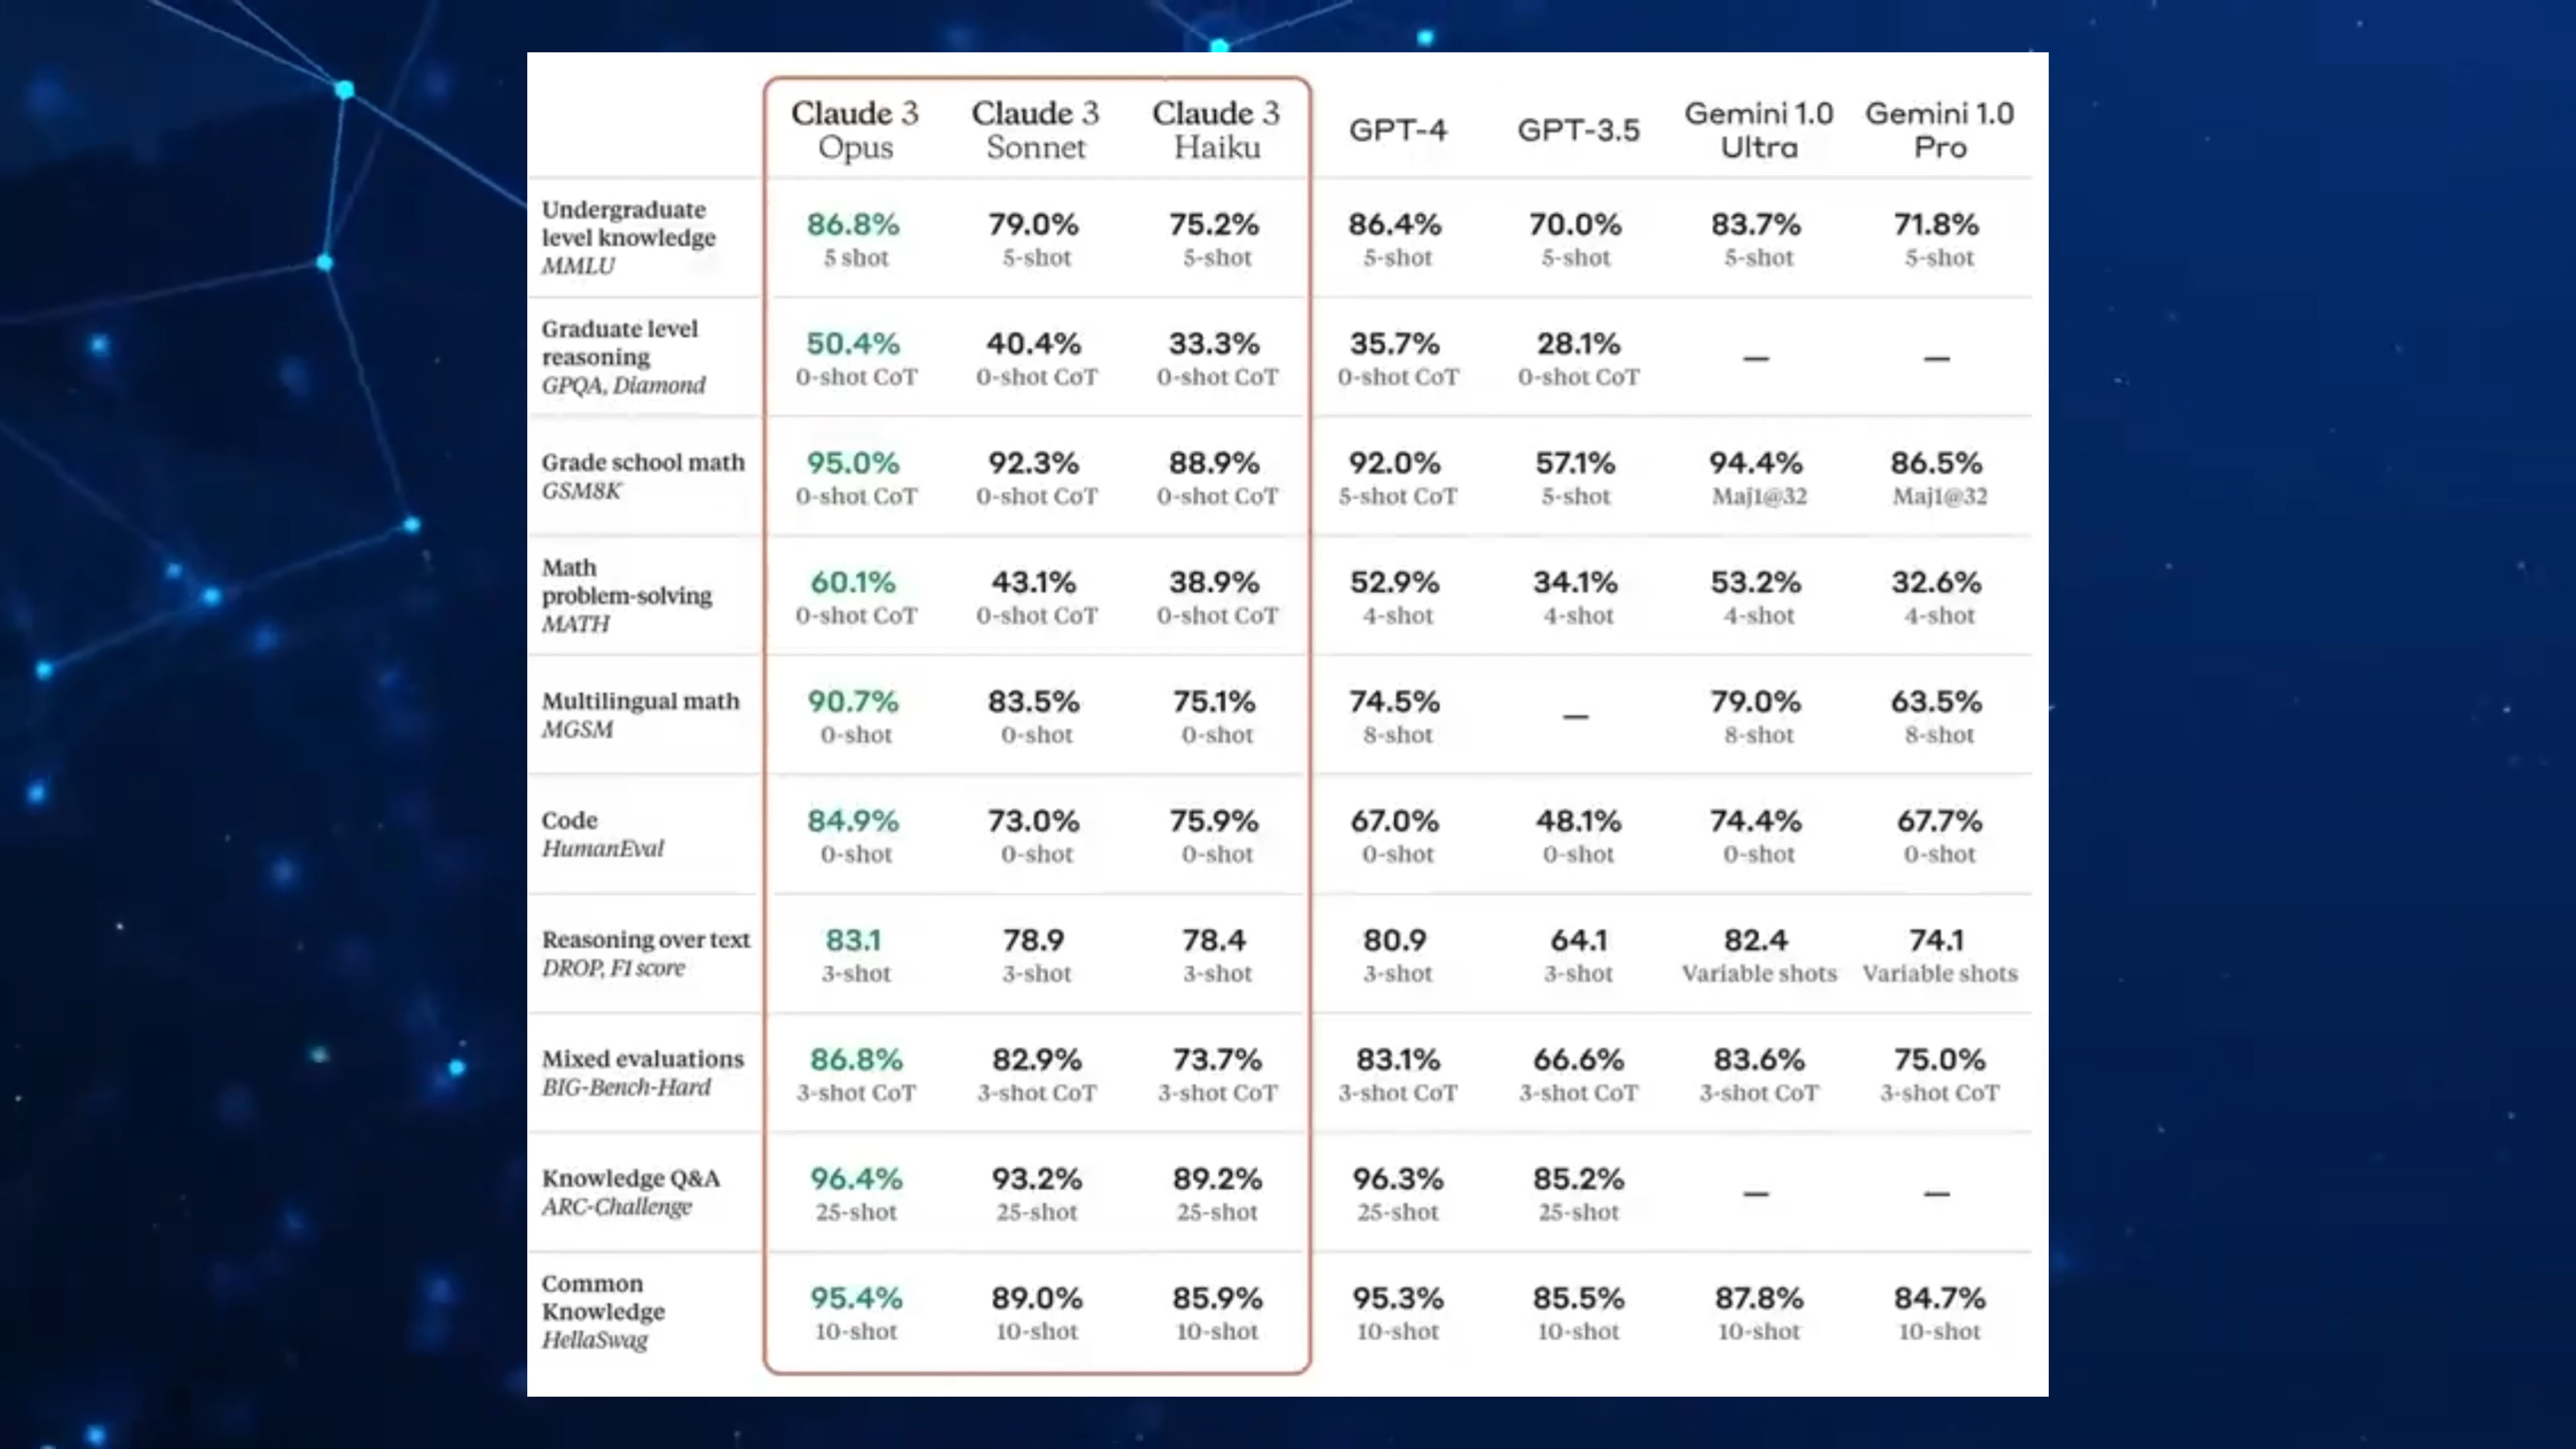 Claude 3 Opus Claude 3 Sonnet Claude 3 Haiku GPT-4 GPT-3.5 Gemini 1.0 Ultra Gemini 1.0 Pro
Undergraduate level knowledge MMLU 86.8% 79.0% 75.2% 86.4% 70.0% 83.7% 71.8%
5 shot 5-shot 5-shot 5-shot 5-shot 5-shot 5-shot
Graduate level reasoning GPQA, Diamond 50.4% 40.4% 33.3% 35.7% 28.1% — —
0-shot CoT 0-shot CoT 0-shot CoT 0-shot CoT 0-shot CoT
Grade school math GSM8K 95.0% 92.3% 88.9% 92.0% 57.1% 94.4% 86.5%
0-shot CoT 0-shot CoT 0-shot CoT 5-shot CoT 5-shot Maj1@32 Maj1@32
Math problem-solving MATH 60.1% 43.1% 38.9% 52.9% 34.1% 53.2% 32.6%
0-shot CoT 0-shot CoT 0-shot CoT 4-shot 4-shot 4-shot 4-shot
Multilingual math MGSM 90.7% 83.5% 75.1% 74.5% — 79.0% 63.5%
0-shot 0-shot 0-shot 8-shot 8-shot 8-shot
Code HumanEval 84.9% 73.0% 75.9% 67.0% 48.1% 74.4% 67.7%
0-shot 0-shot 0-shot 0-shot 0-shot 0-shot 0-shot
Reasoning over text DROP, F1 score 83.1 78.9 78.4 80.9 64.1 82.4 74.1
3-shot 3-shot 3-shot 3-shot 3-shot Variable shots Variable shots
Mixed evaluations BIG-Bench-Hard 86.8% 82.9% 73.7% 83.1% 66.6% 83.6% 75.0%
3-shot CoT 3-shot CoT 3-shot CoT 3-shot CoT 3-shot CoT 3-shot CoT 3-shot CoT
Knowledge Q&A ARC-Challenge 96.4% 93.2% 89.2% 96.3% 85.2% — —
25-shot 25-shot 25-shot 25-shot 25-shot
Common Knowledge HellaSwag 95.4% 89.0% 85.9% 95.3% 85.5% 87.8% 84.7%
10-shot 10-shot 10-shot 10-shot 10-shot 10-shot 10-shot